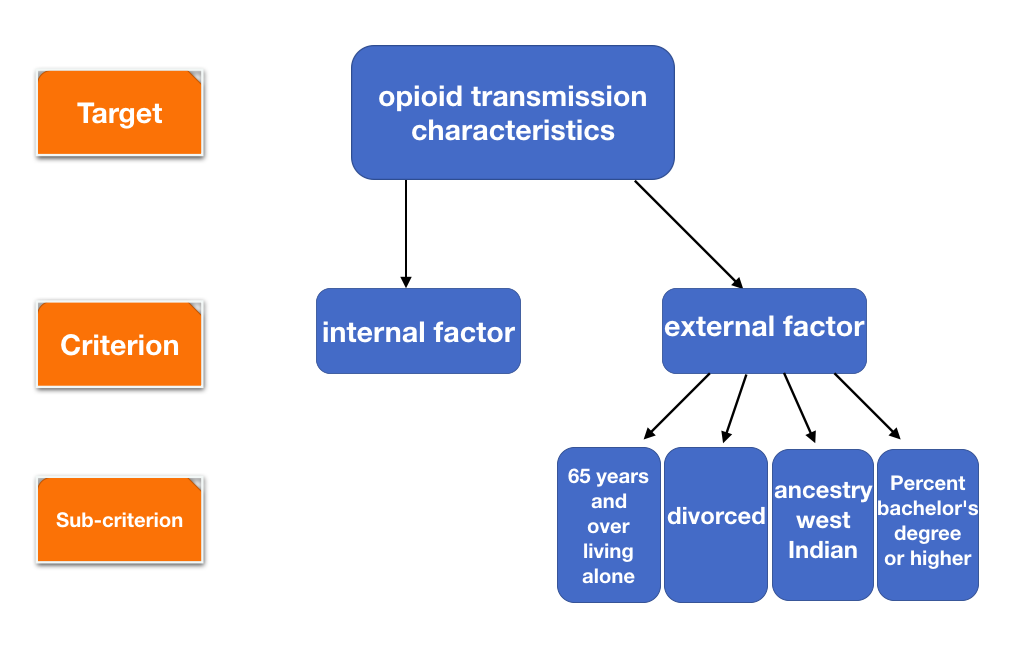 Target
opioid transmission
characteristics
Criterion
internal factor
external factor
Sub-criterion
65 years
and
over
living
alone
divorced
ancestry
west
Indian
Percent
bachelor's
degree
or higher